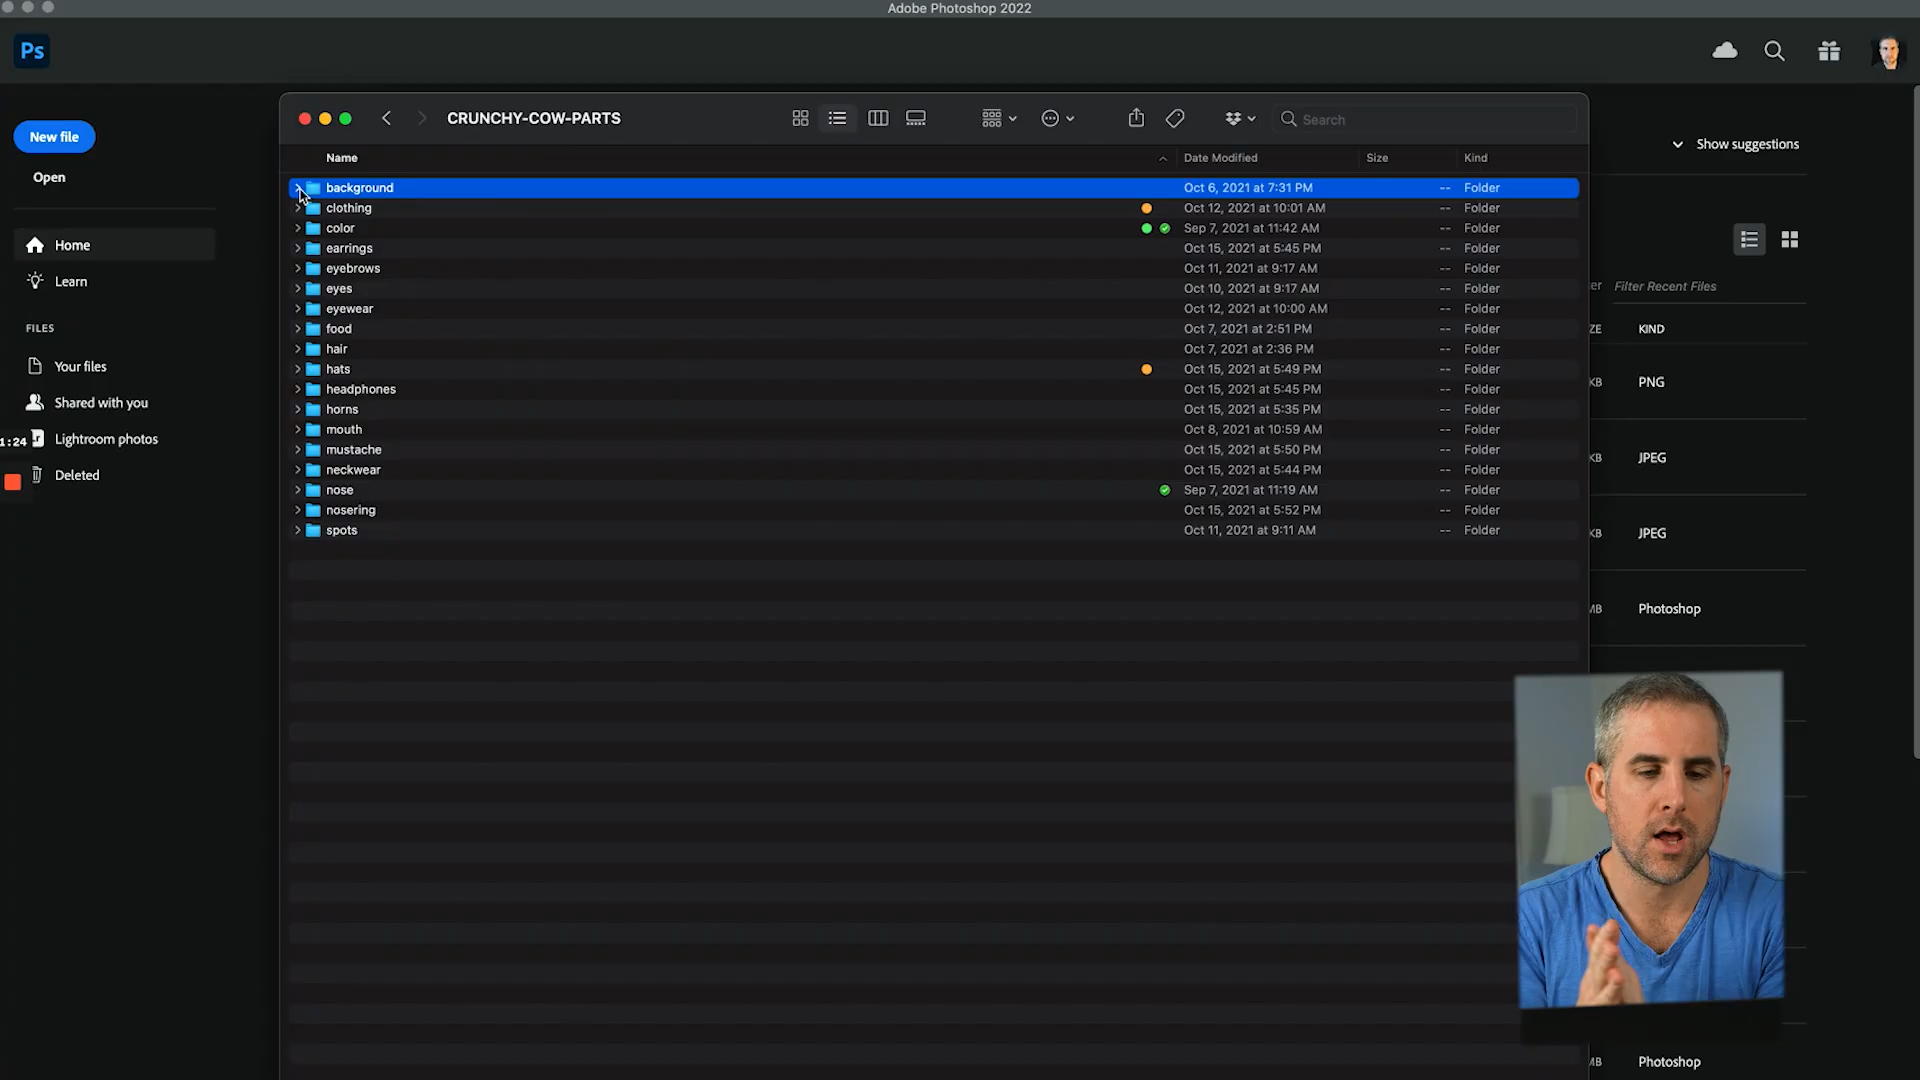 Adobe Photoshop 2022
Ps
New file
Open
Home
Learn
FILES
Your files
Shared with you
1:24
Lightroom photos
Deleted
CRUNCHY-COW-PARTS
Search
Name Date Modified Size Kind
background Oct 6, 2021 at 7:31 PM -- Folder
clothing Oct 12, 2021 at 10:01 AM -- Folder
color Sep 7, 2021 at 11:42 AM -- Folder
earrings Oct 15, 2021 at 5:45 PM -- Folder
eyebrows Oct 11, 2021 at 9:17 AM -- Folder
eyes Oct 10, 2021 at 9:17 AM -- Folder
eyewear Oct 12, 2021 at 10:00 AM -- Folder
food Oct 7, 2021 at 2:51 PM -- Folder
hair Oct 7, 2021 at 2:36 PM -- Folder
hats Oct 15, 2021 at 5:49 PM -- Folder
headphones Oct 15, 2021 at 5:45 PM -- Folder
horns Oct 15, 2021 at 5:35 PM -- Folder
mouth Oct 8, 2021 at 10:59 AM -- Folder
mustache Oct 15, 2021 at 5:50 PM -- Folder
neckwear Oct 15, 2021 at 5:44 PM -- Folder
nose Sep 7, 2021 at 11:19 AM -- Folder
nosering Oct 15, 2021 at 5:52 PM -- Folder
spots Oct 11, 2021 at 9:11 AM -- Folder
Show suggestions
er Filter Recent Files
ZE KIND
KB PNG
KB JPEG
KB JPEG
MB Photoshop
MB Photoshop